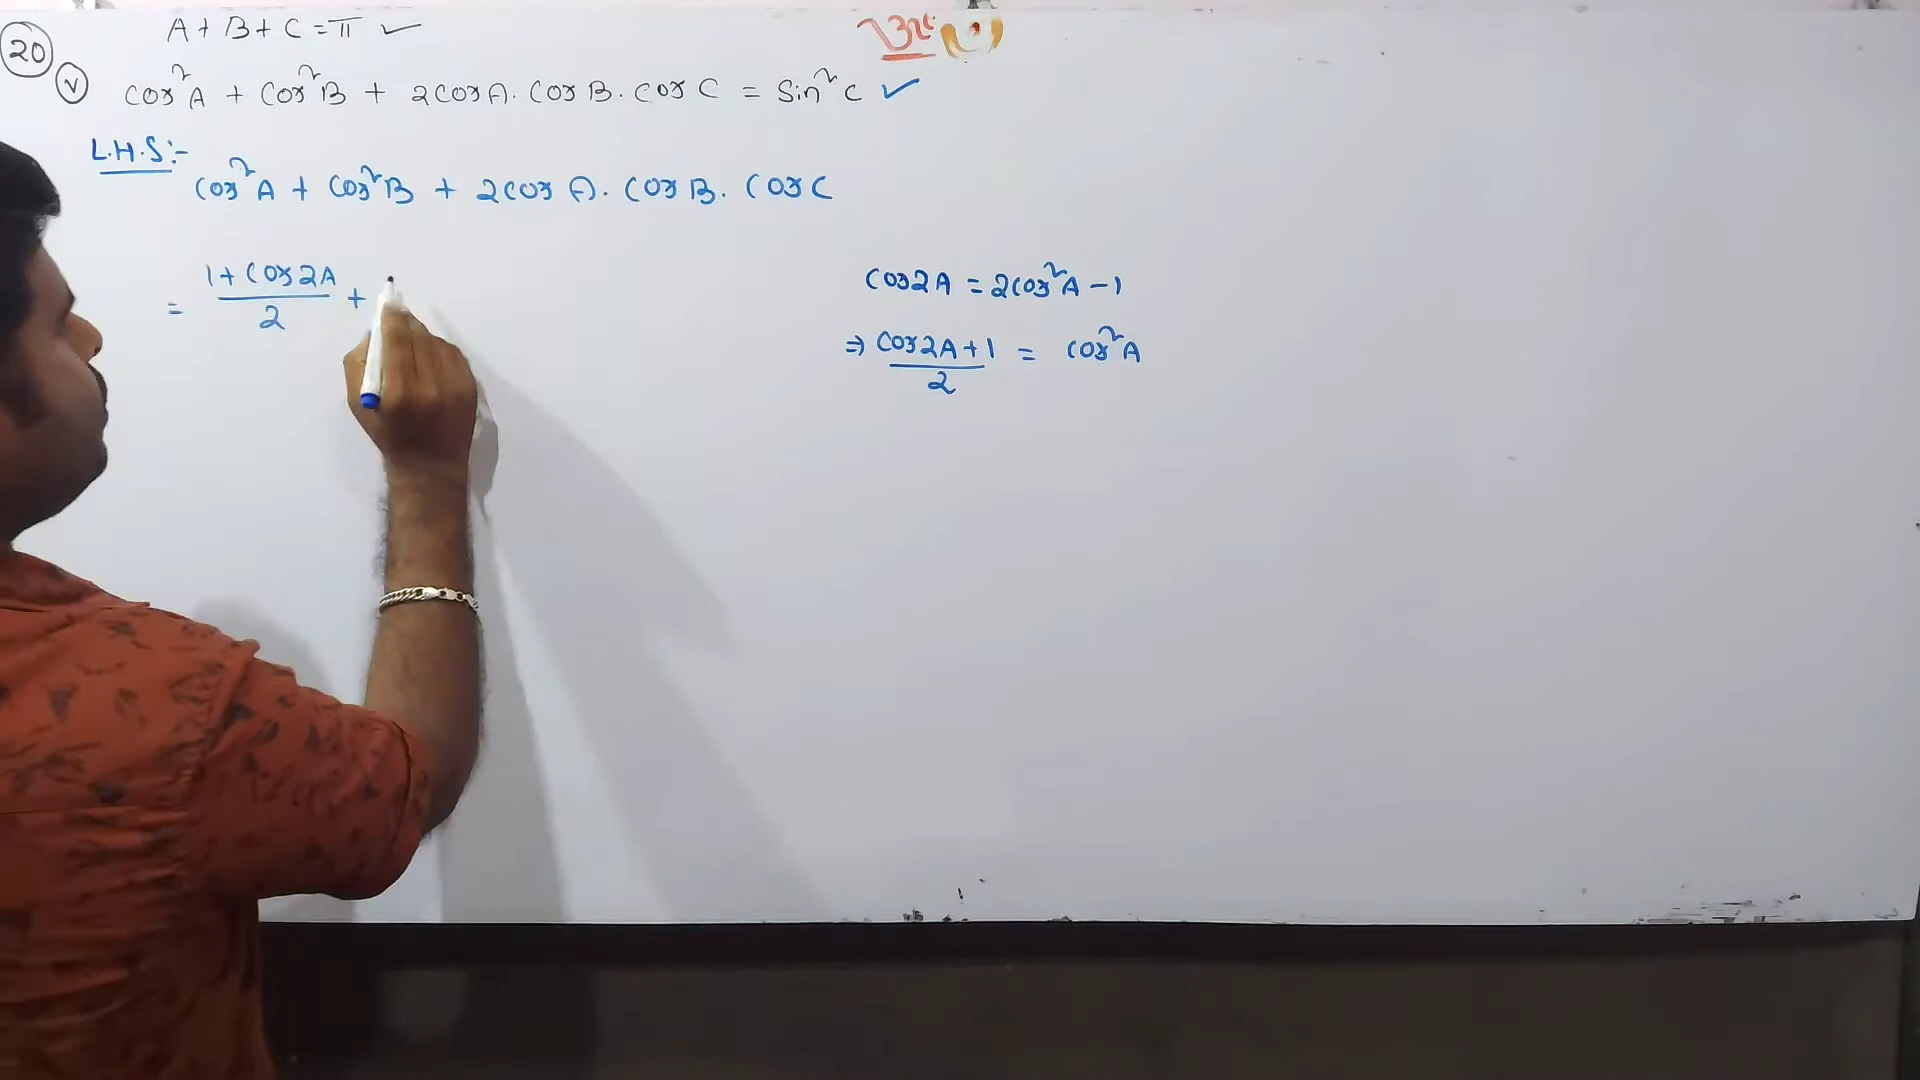 20 A + B + C = π ✓
v cos²A + cos²B + 2cosA. cosB. cosC = Sin²C ✓
L.H.S:-
cos²A + cos²B + 2cosA. cosB. cosC
= (1 + cos2A)/2 +
cos2A = 2cos²A - 1
⇒ (cos2A + 1)/2 = cos²A